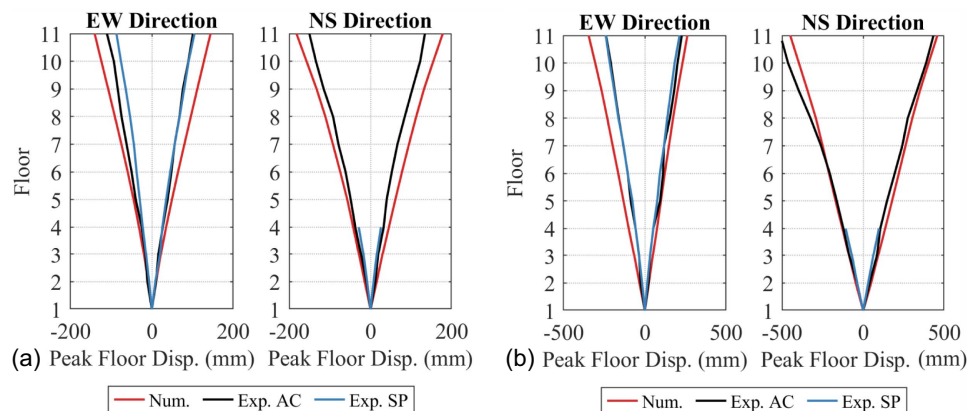 EW Direction
NS Direction
Floor
11
10
9
8
7
6
5
4
3
2
1
-200 0 200
Peak Floor Disp. (mm)
11
10
9
8
7
6
5
4
3
2
1
-200 0 200
Peak Floor Disp. (mm)
(a)
Num. Exp. AC Exp. SP
EW Direction
NS Direction
Floor
11
10
9
8
7
6
5
4
3
2
1
-500 0 500
Peak Floor Disp. (mm)
11
10
9
8
7
6
5
4
3
2
1
-500 0 500
Peak Floor Disp. (mm)
(b)
Num. Exp. AC Exp. SP